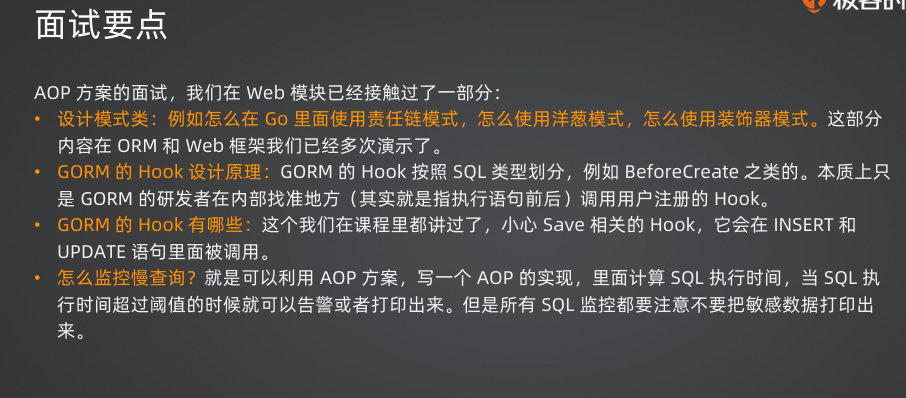 面试要点
AOP 方案的面试，我们在 Web 模块已经接触过了一部分：
• 设计模式类：例如怎么在 Go 里面使用责任链模式，怎么使用洋葱模式，怎么使用装饰器模式。这部分
内容在 ORM 和 Web 框架我们已经多次演示了。
• GORM 的 Hook 设计原理：GORM 的 Hook 按照 SQL 类型划分，例如 BeforeCreate 之类的。本质上只
是 GORM 的研发者在内部找准地方（其实就是指执行语句前后）调用用户注册的 Hook。
• GORM 的 Hook 有哪些：这个我们在课程里都讲过了，小心 Save 相关的 Hook，它会在 INSERT 和
UPDATE 语句里面被调用。
• 怎么监控慢查询？就是可以利用 AOP 方案，写一个 AOP 的实现，里面计算 SQL 执行时间，当 SQL 执
行时间超过阈值的时候就可以告警或者打印出来。但是所有 SQL 监控都要注意不要把敏感数据打印出
来。